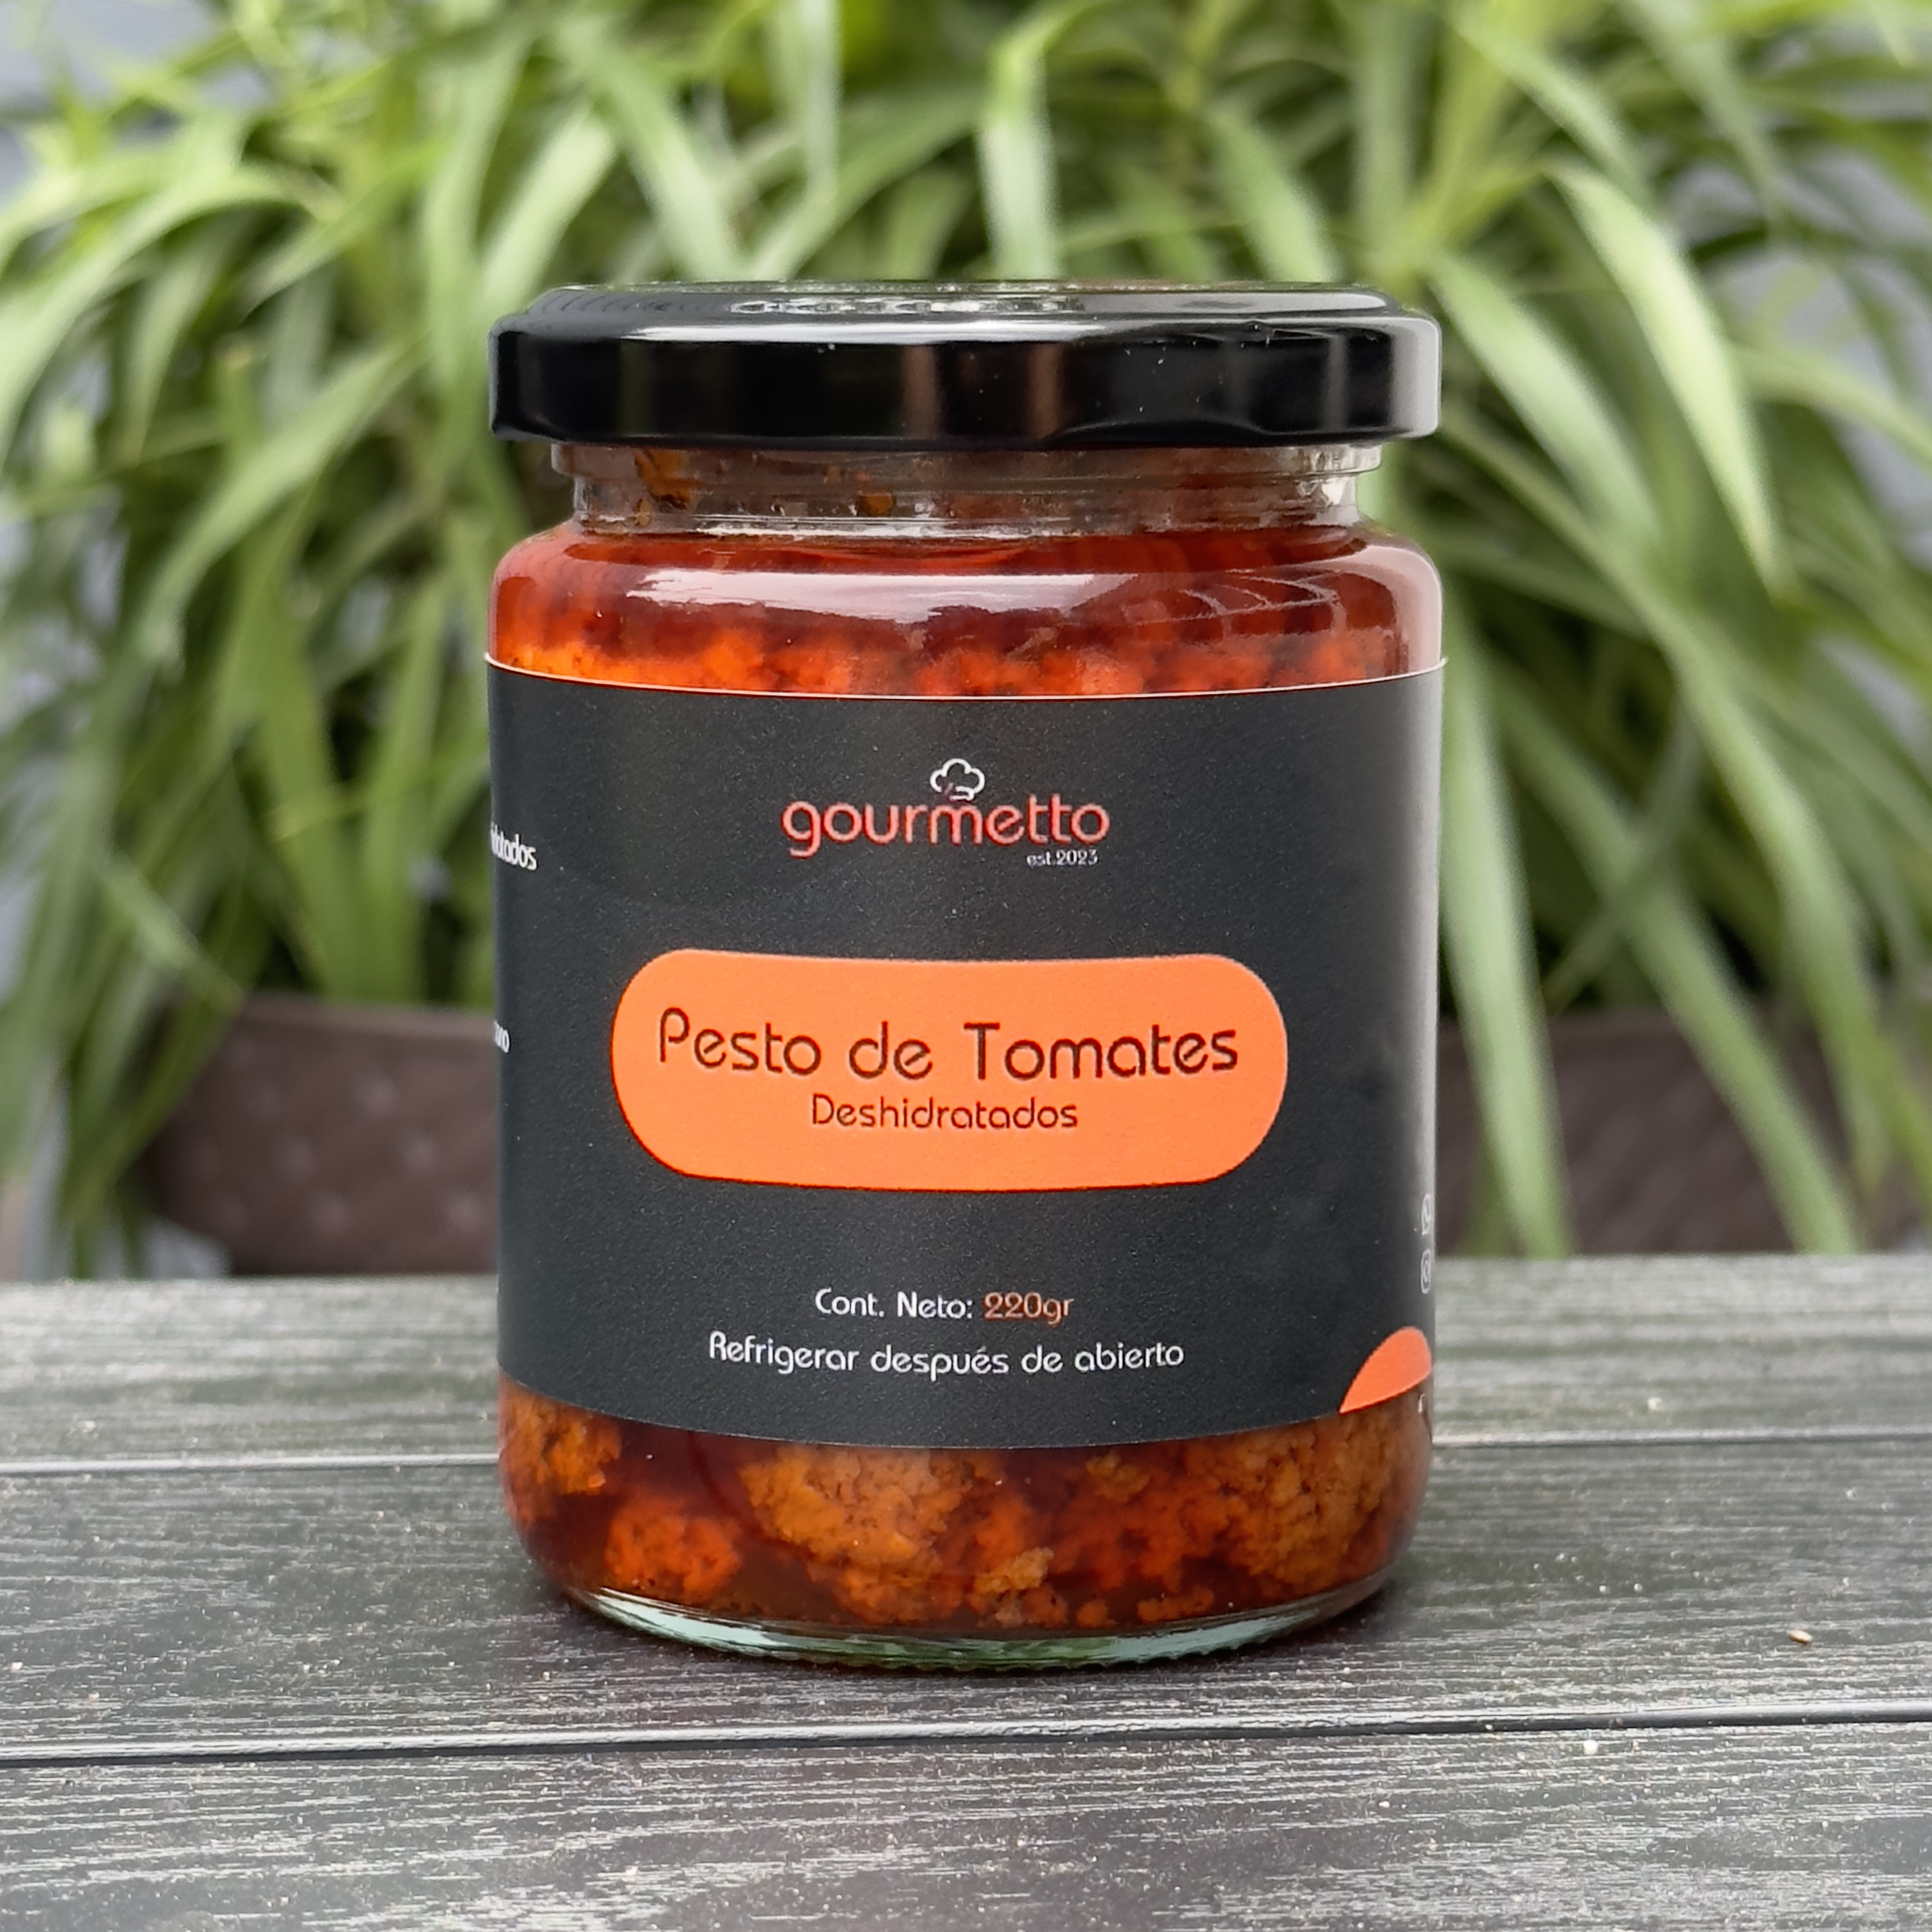 gourmetto
est.2023
Pesto de Tomates
Deshidratados
Cont. Neto: 220gr
Refrigerar después de abierto